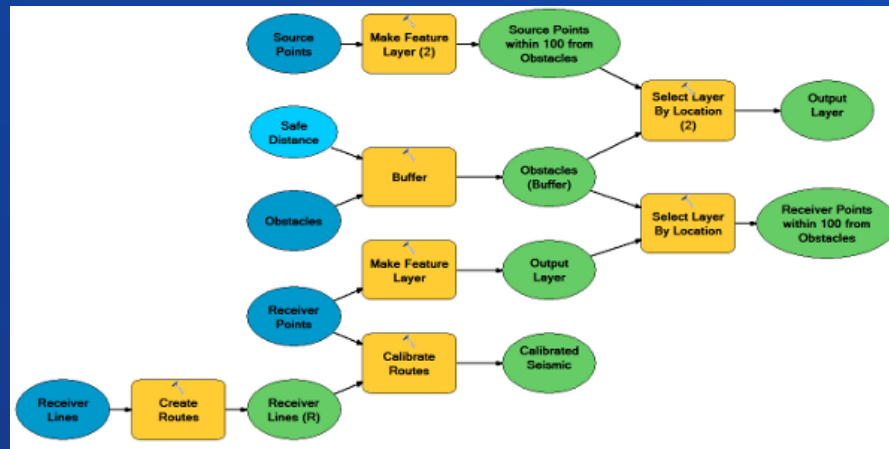 Source
Points
Make Feature
Layer (2)
Source Points
within 100 from
Obstacles
Select Layer
By Location
(2)
Output
Layer
Safe
Distance
Buffer
Obstacles
(Buffer)
Obstacles
Select Layer
By Location
Receiver Points
within 100 from
Obstacles
Make Feature
Layer
Output
Layer
Receiver
Points
Calibrate
Routes
Calibrated
Seismic
Receiver
Lines
Create
Routes
Receiver
Lines (R)